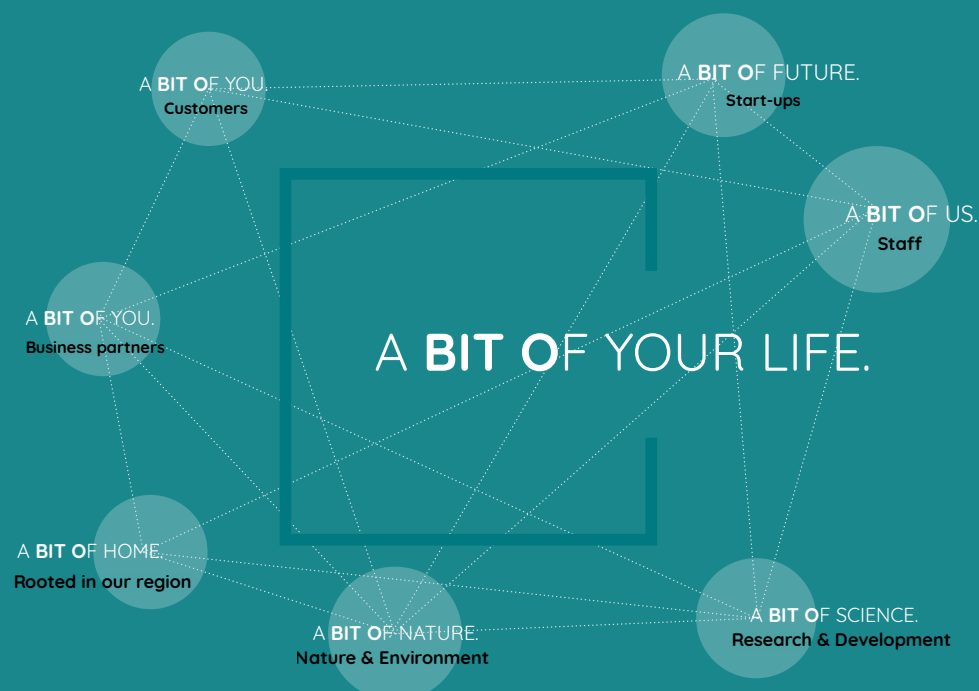 A BIT OF YOU.
Customers
A BIT OF FUTURE.
Start-ups
A BIT OF US.
Staff
A BIT OF YOU.
Business partners
A BIT OF YOUR LIFE.
A BIT OF HOME.
Rooted in our region
A BIT OF NATURE.
Nature & Environment
A BIT OF SCIENCE.
Research & Development